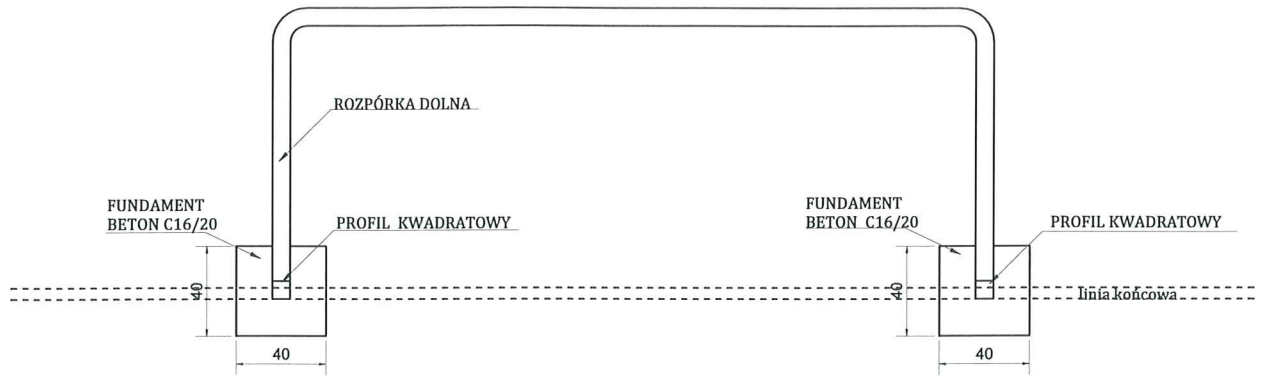 ROZPÓRKA DOLNA
FUNDAMENT
BETON C16/20
PROFIL KWADRATOWY
FUNDAMENT
BETON C16/20
PROFIL KWADRATOWY
40
40
linia końcowa
40
40